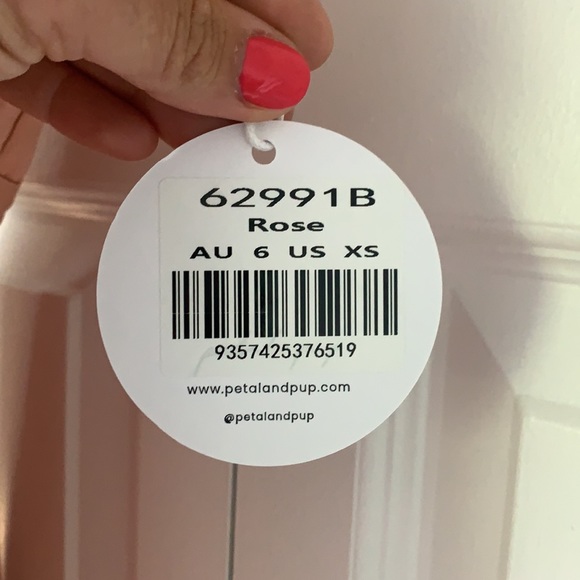 62991B
Rose
AU 6 US XS
9357425376519
www.petalandpup.com
@petalandpup